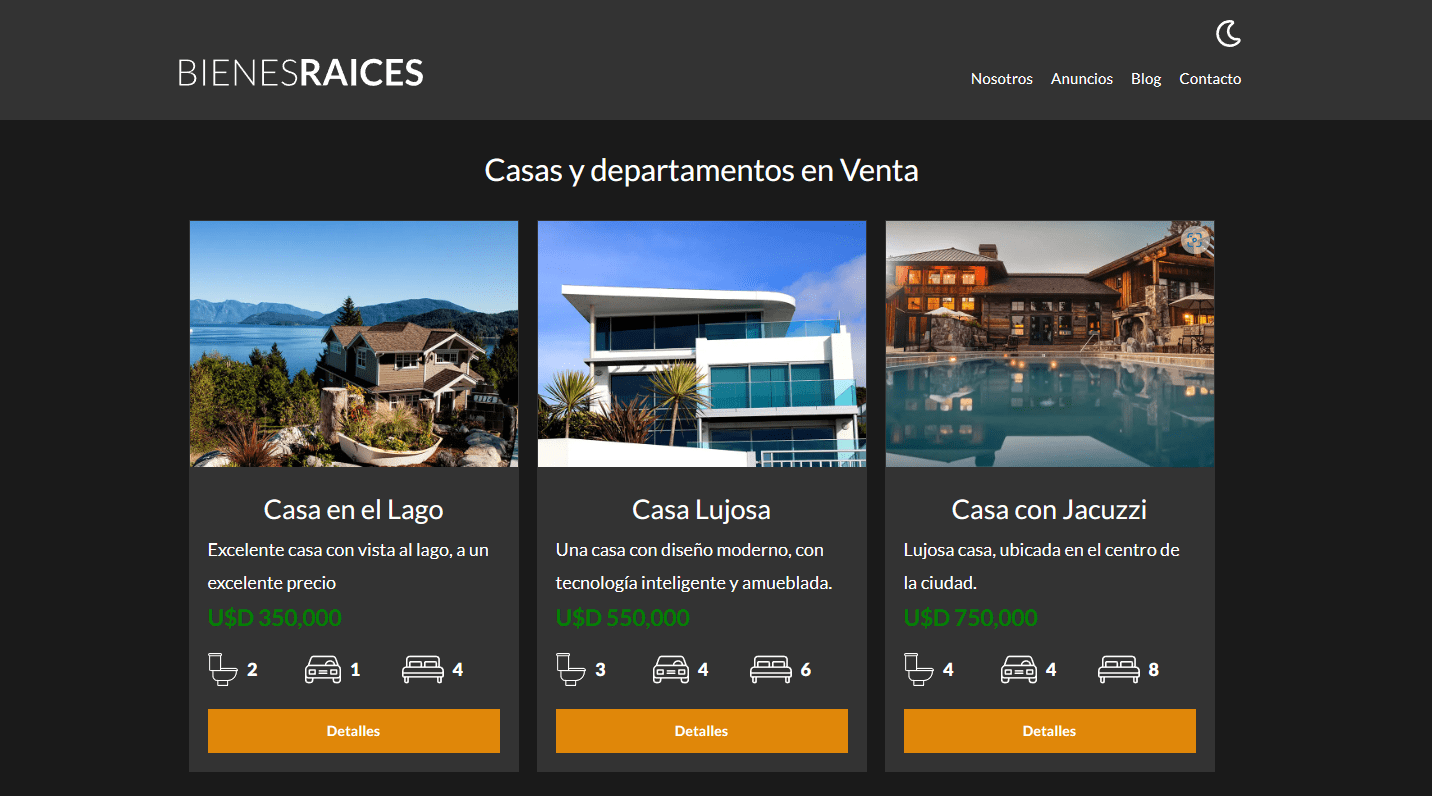 BIENESRAICES
Nosotros Anuncios Blog Contacto
Casas y departamentos en Venta
Casa en el Lago
Excelente casa con vista al lago, a un
excelente precio
U$D 350,000
2 1 4
Detalles
Casa Lujosa
Una casa con diseño moderno, con
tecnología inteligente y amueblada.
U$D 550,000
3 4 6
Detalles
Casa con Jacuzzi
Lujosa casa, ubicada en el centro de
la ciudad.
U$D 750,000
4 4 8
Detalles